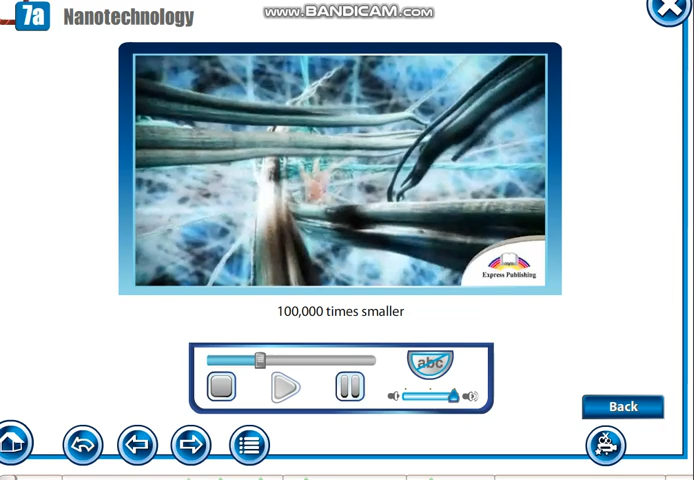 www.BANDICAM.com
7a Nanotechnology
Express Publishing
100,000 times smaller
abc
Back